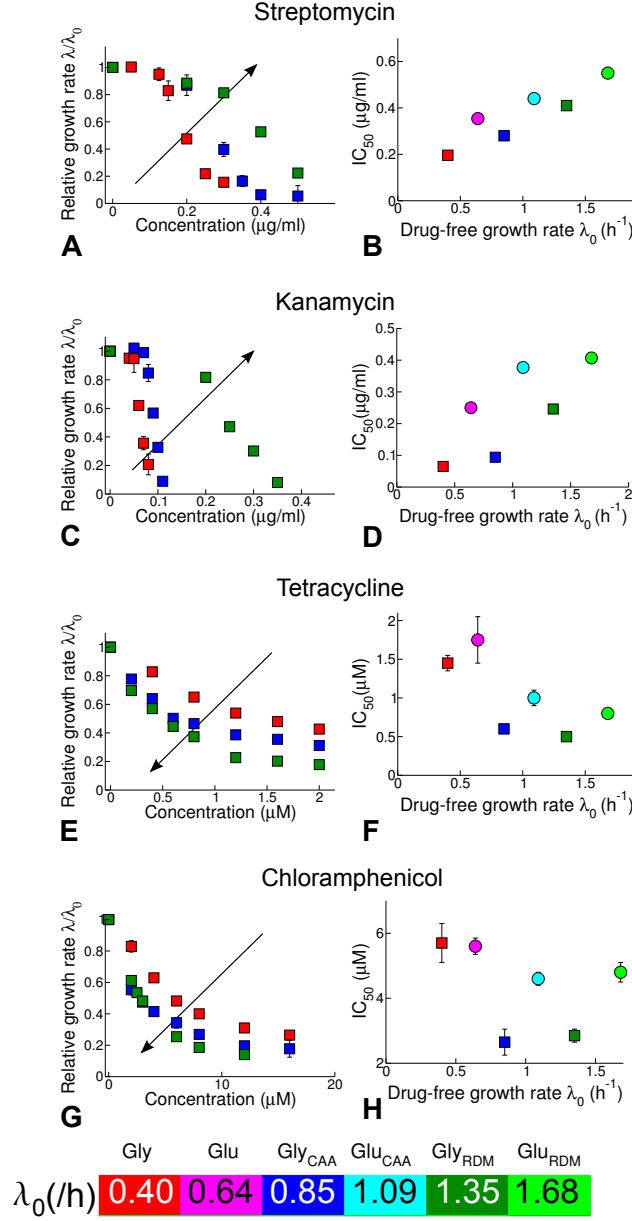 Streptomycin
Relative growth rate λ/λ0
1
0.8
0.6
0.4
0.2
0
0
0.2
0.4
Concentration (μg/ml)
A
IC50 (μg/ml)
0.6
0.4
0.2
0
0
0.5
1
1.5
Drug-free growth rate λ0 (h-1)
B
Kanamycin
Relative growth rate λ/λ0
1
0.8
0.6
0.4
0.2
0
0.1
0.2
0.3
0.4
Concentration (μg/ml)
C
IC50(μg/ml)
0.5
0.4
0.3
0.2
0.1
0
0
0.5
1
1.5
2
Drug-free growth rate λ0 (h-1)
D
Tetracycline
Relative growth rate λ/λ0
1
0.8
0.6
0.4
0.2
0
0
0.5
1
1.5
2
Concentration (μM)
E
IC50(μM)
2
1.5
1
0.5
0
0
0.5
1
1.5
Drug-free growth rate λ0 (h-1)
F
Chloramphenicol
Relative growth rate λ/λ0
1
0.8
0.6
0.4
0.2
0
0
10
20
Concentration (μM)
G
IC50 (μM)
6
4
2
0
0.5
1
1.5
Drug-free growth rate λ0 (h-1)
H
Gly Glu GlyCAA GluCAA GlyRDM GluRDM
λ0(/h) 0.40 0.64 0.85 1.09 1.35 1.68